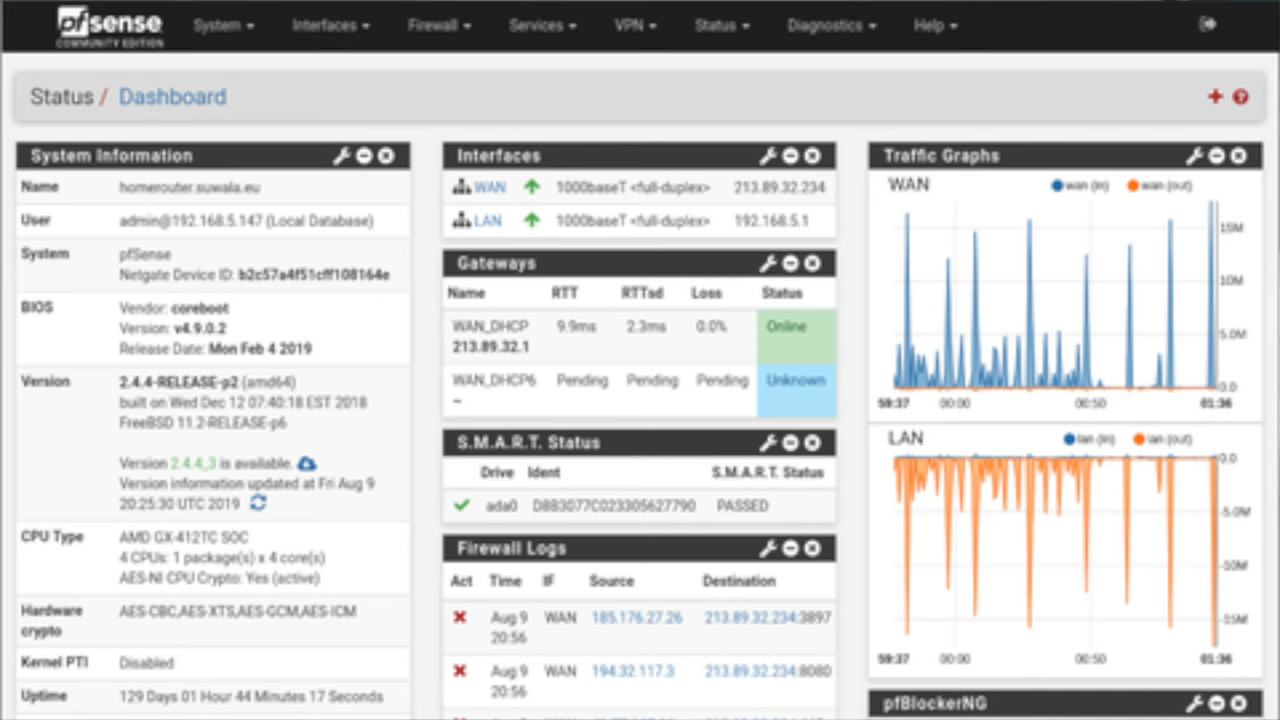 pfsense
COMMUNITY EDITION
System Interfaces Firewall Services VPN Status Diagnostics Help
Status / Dashboard
System Information
Name homerouter.suwala.eu
User admin@192.168.5.147 (Local Database)
System pfSense
Netgate Device ID: b2c57a4f51cff108164e
BIOS Vendor: coreboot
Version: v4.9.0.2
Release Date: Mon Feb 4 2019
Version 2.4.4-RELEASE-p2 (amd64)
built on Wed Dec 12 07:40:18 EST 2018
FreeBSD 11.2-RELEASE-p6
Version 2.4.4_3 is available.
Version information updated at Fri Aug 9
20:25:30 UTC 2019
CPU Type AMD GX-412TC SOC
4 CPUs: 1 package(s) x 4 core(s)
AES-NI CPU Crypto: Yes (active)
Hardware crypto AES-CBC,AES-XTS,AES-GCM,AES-ICM
Kernel PTI Disabled
Uptime 129 Days 01 Hour 44 Minutes 17 Seconds
Interfaces
WAN 1000baseT <full-duplex> 213.89.32.234
LAN 1000baseT <full-duplex> 192.168.5.1
Gateways
Name RTT RTTsd Loss Status
WAN_DHCP 9.9ms 2.3ms 0.0% Online
213.89.32.1
WAN_DHCP6 Pending Pending Pending Unknown
~
S.M.A.R.T. Status
Drive Ident S.M.A.R.T. Status
ada0 D8B3077C023305627790 PASSED
Firewall Logs
Act Time IF Source Destination
Aug 9 20:56 WAN 185.176.27.26 213.89.32.234:3897
Aug 9 20:56 WAN 194.32.117.3 213.89.32.234:8080
Traffic Graphs
WAN wan (in) wan (out)
15M
10M
5.0M
0.0
59:37 00:00 00:50 01:36
LAN lan (in) lan (out)
0.0
-5.0M
-10M
-15M
59:37 00:00 00:50 01:36
pfBlockerNG